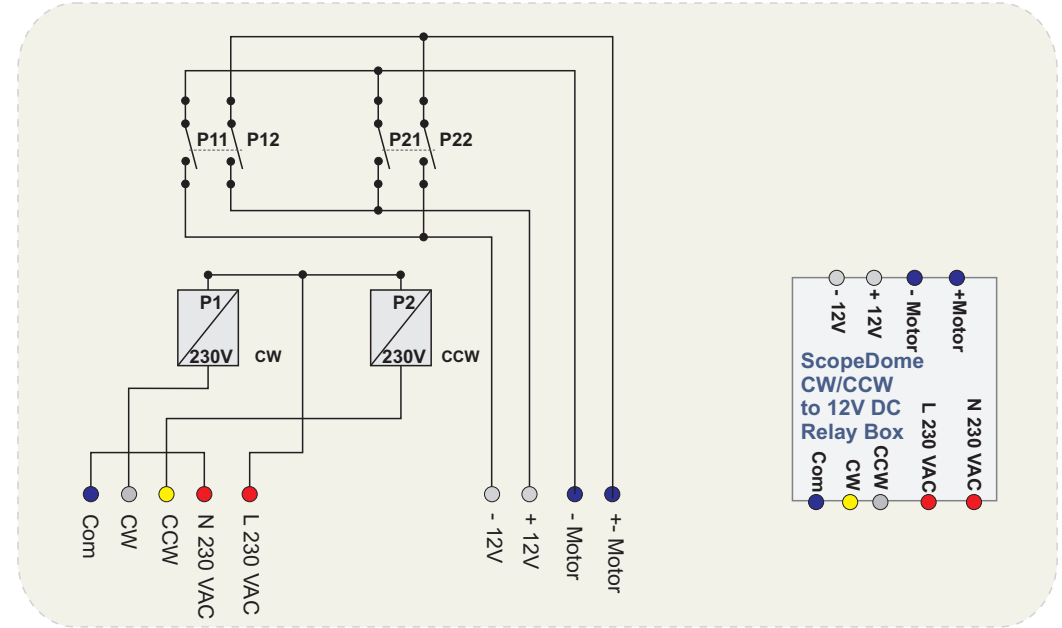 P11
P12
P21
P22
P1
230V
CW
P2
230V
CCW
Com
CW
CCW
N 230 VAC
L 230 VAC
- 12V
+ 12V
- Motor
+- Motor
- 12V
+ 12V
- Motor
+Motor
ScopeDome
CW/CCW
to 12V DC
Relay Box
Com
CW
CCW
L 230 VAC
N 230 VAC